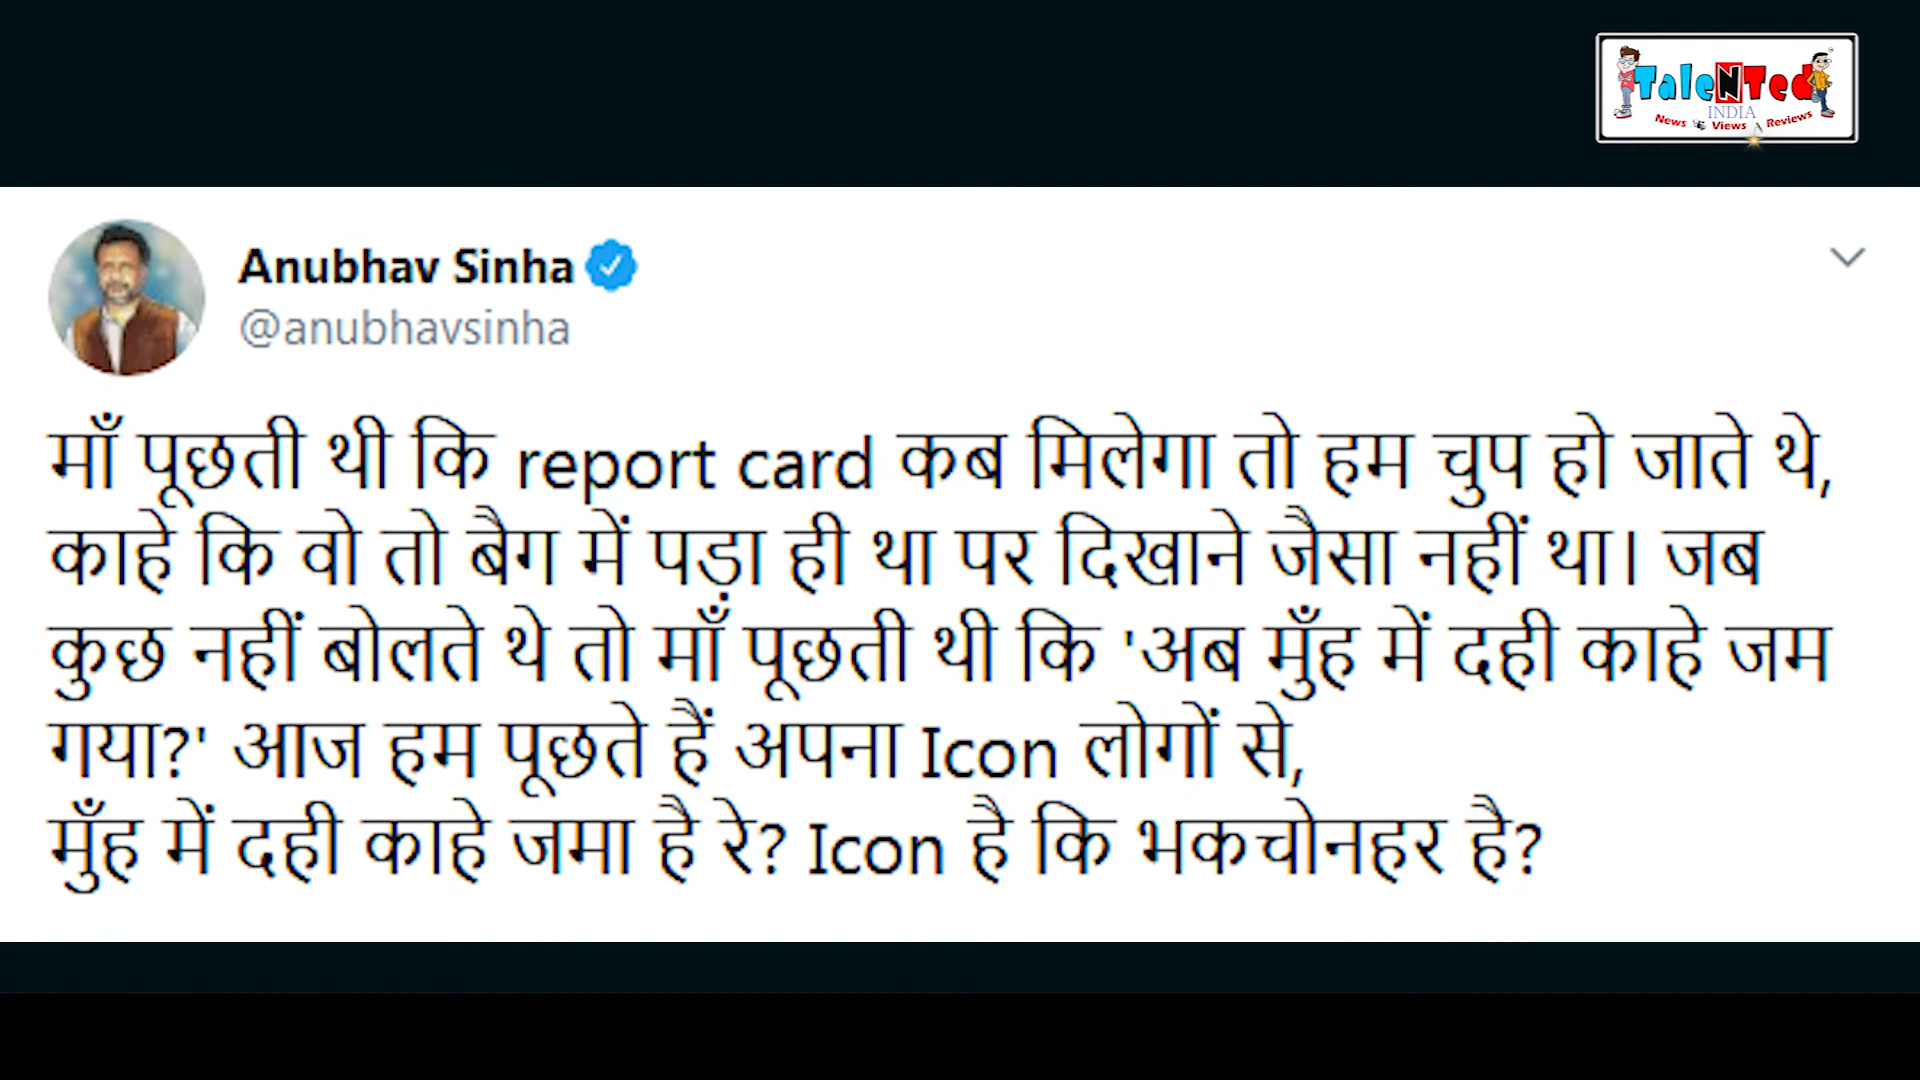 TaleNTed
INDIA
News Views Reviews
Anubhav Sinha
@anubhavsinha
माँ पूछती थी कि report card कब मिलेगा तो हम चुप हो जाते थे,
काहे कि वो तो बैग में पड़ा ही था पर दिखाने जैसा नहीं था। जब
कुछ नहीं बोलते थे तो माँ पूछती थी कि 'अब मुँह में दही काहे जम
गया?' आज हम पूछते हैं अपना Icon लोगों से,
मुँह में दही काहे जमा है रे? Icon है कि भकचोनहर है?